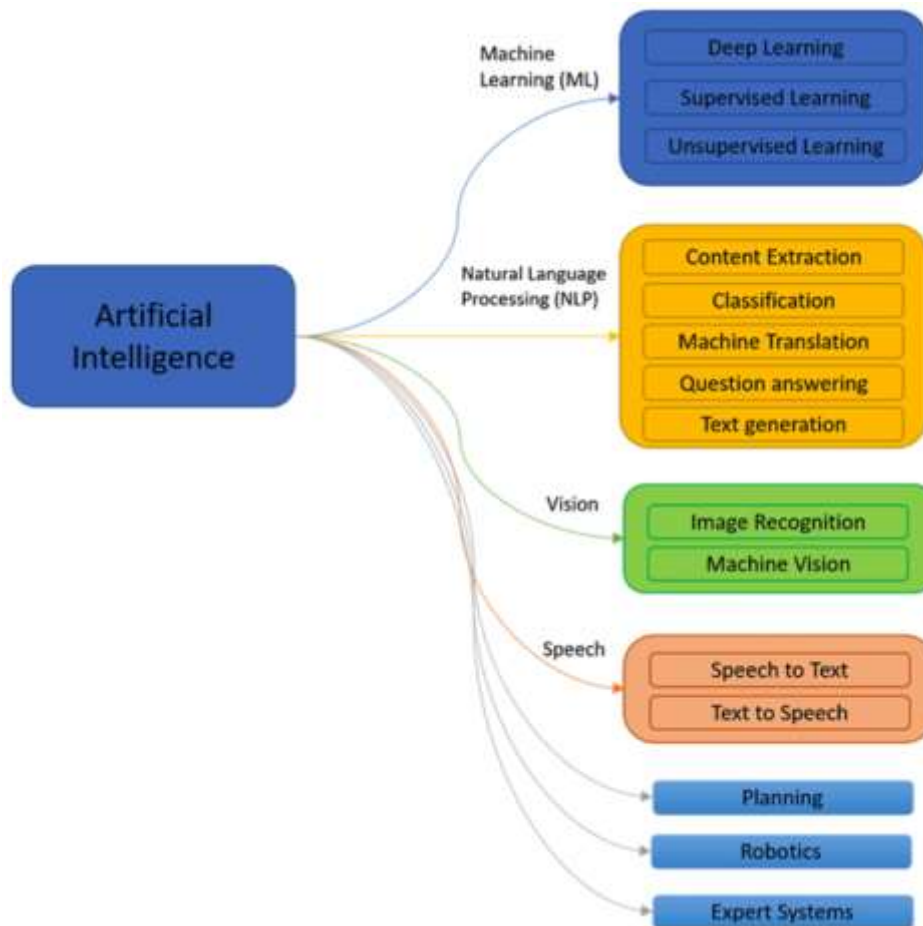 Artificial
Intelligence
Machine
Learning (ML)
Deep Learning
Supervised Learning
Unsupervised Learning
Natural Language
Processing (NLP)
Content Extraction
Classification
Machine Translation
Question answering
Text generation
Vision
Image Recognition
Machine Vision
Speech
Speech to Text
Text to Speech
Planning
Robotics
Expert Systems